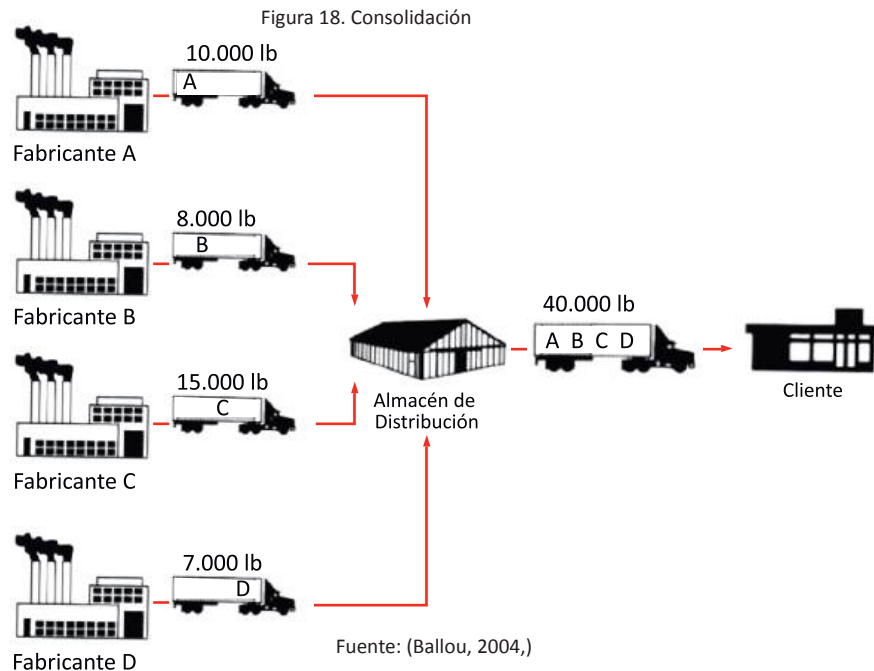 Figura 18. Consolidación
10.000 lb
A
Fabricante A
8.000 lb
B
Fabricante B
15.000 lb
C
Fabricante C
7.000 lb
D
Fabricante D
Almacén de
Distribución
40.000 lb
A B C D
Cliente
Fuente: (Ballou, 2004,)